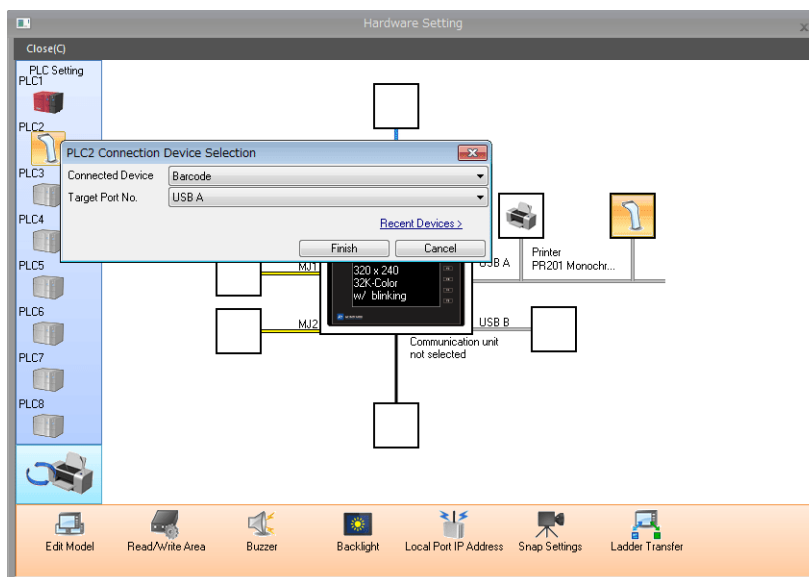 Hardware Setting
Close(C)
PLC Setting
PLC1
PLC2
PLC2 Connection Device Selection
Connected Device
Barcode
Target Port No.
USB A
Recent Devices >
Finish
Cancel
PLC3
PLC4
PLC5
PLC6
PLC7
PLC8
MJ1
320 x 240
32K-Color
w/ blinking
USB A
Printer
PR201 Monochr...
MJ2
USB B
Communication unit
not selected
Edit Model
Read/Write Area
Buzzer
Backlight
Local Port IP Address
Snap Settings
Ladder Transfer